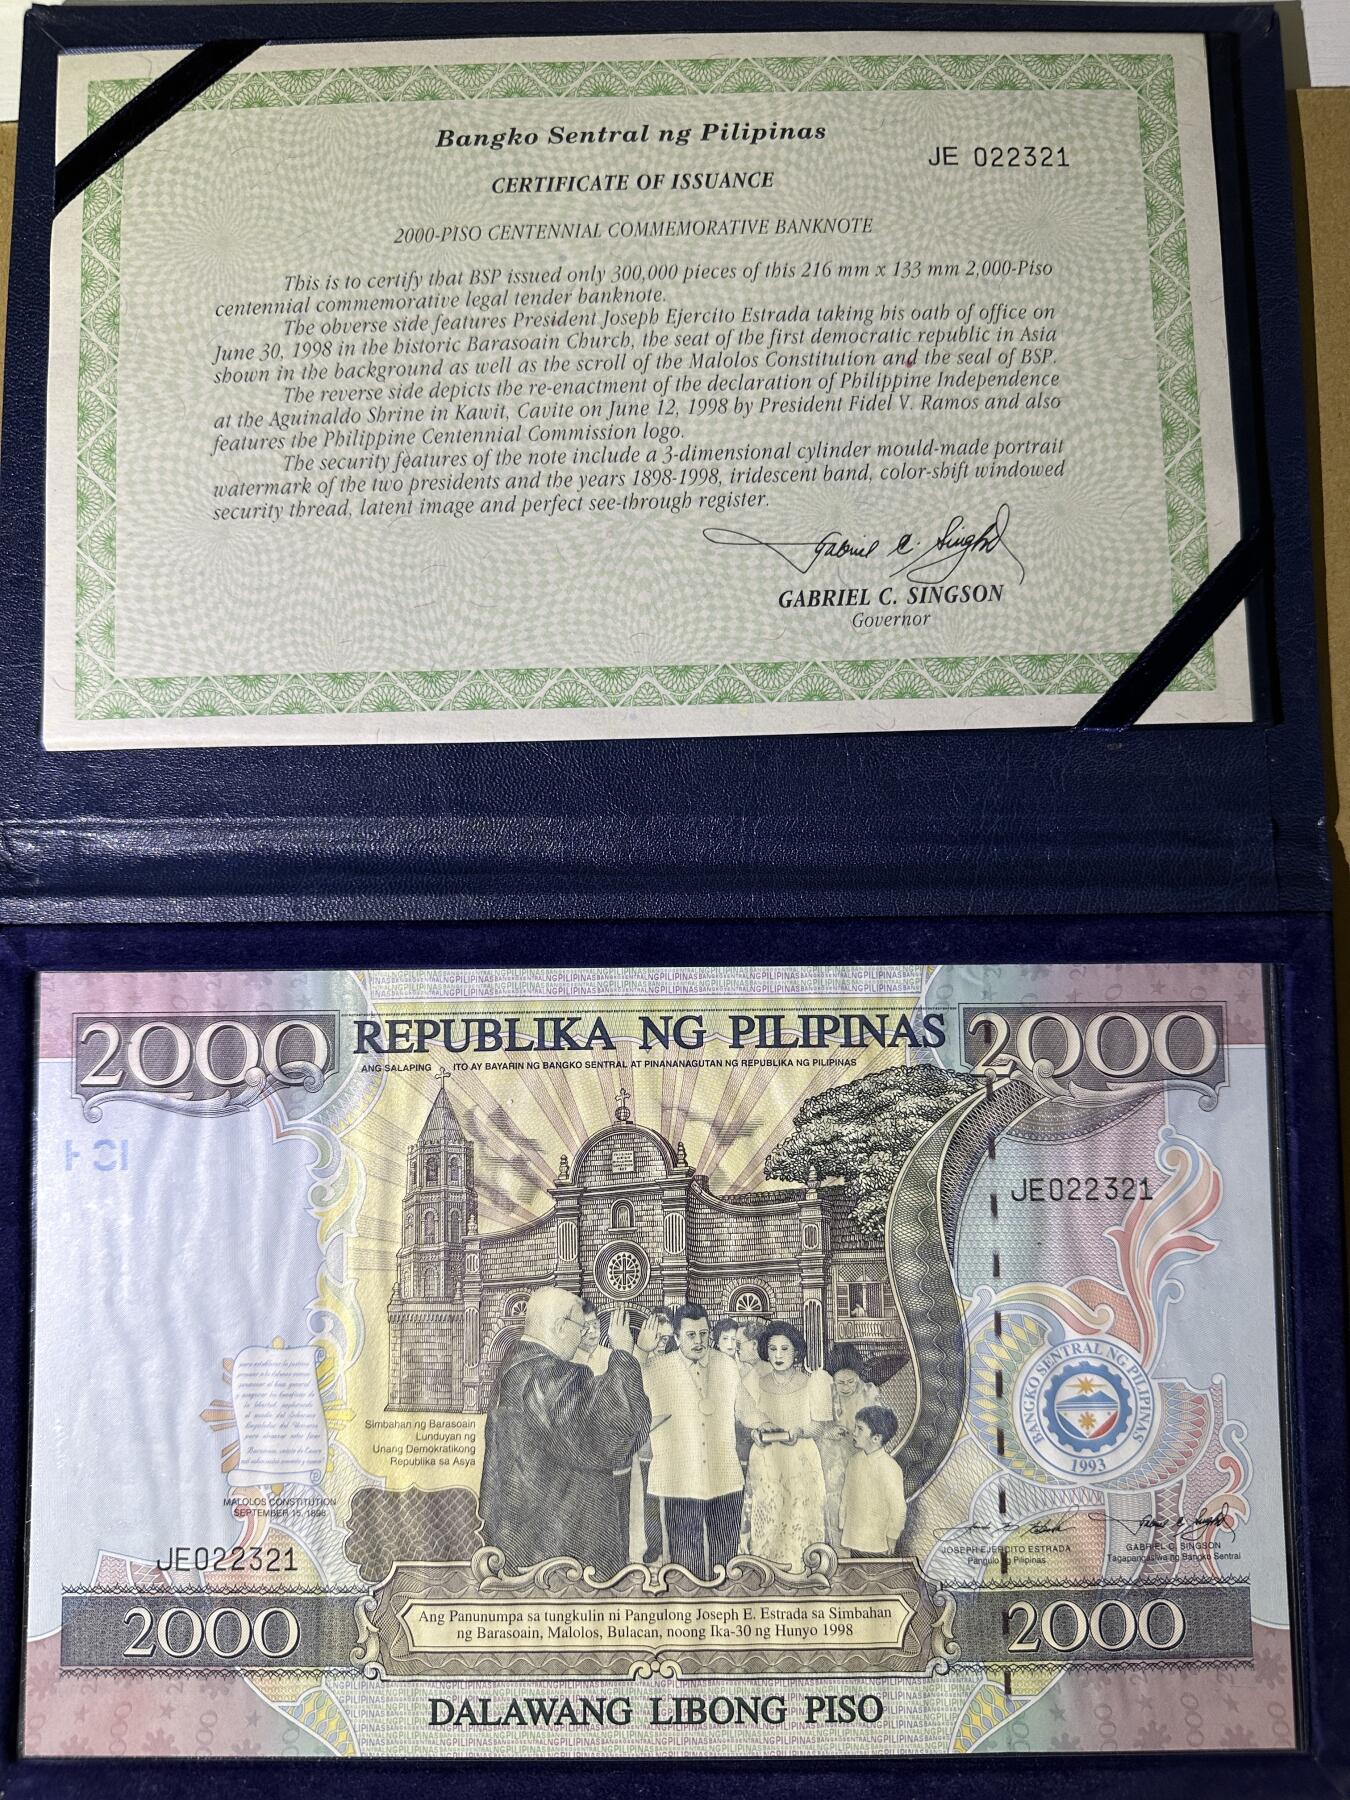 Bangko Sentral ng Pilipinas
JE 022321
CERTIFICATE OF ISSUANCE
2000-PISO CENTENNIAL COMMEMORATIVE BANKNOTE
This is to certify that BSP issued only 300,000 pieces of this 216 mm x 133 mm 2,000-Piso
centennial commemorative legal tender banknote.
The obverse side features President Joseph Ejercito Estrada taking his oath of office on
June 30, 1998 in the historic Barasoain Church, the seat of the first democratic republic in Asia
shown in the background as well as the scroll of the Malolos Constitution and the seal of BSP.
The reverse side depicts the re-enactment of the declaration of Philippine Independence
at the Aguinaldo Shrine in Kawit, Cavite on June 12, 1998 by President Fidel V. Ramos and also
features the Philippine Centennial Commission logo.
The security features of the note include a 3-dimensional cylinder mould-made portrait
watermark of the two presidents and the years 1898-1998, iridescent band, color-shift windowed
security thread, latent image and perfect see-through register.
GABRIEL C. SINGSON
Governor
2000
REPUBLIKA NG PILIPINAS
2000
ANG SALAPING ITO AY BAYARIN NG BANGKO SENTRAL AT PINANANAGUTAN NG REPUBLIKA NG PILIPINAS
JE022321
Simbahan ng Barasoain
Lunduyan ng
Unang Demokratikong
Republika sa Asya
BANGKO SENTRAL NG PILIPINAS
1993
MALOLOS CONSTITUTION
SEPTEMBER 15, 1898
JE022321
JOSEPH EJERCITO ESTRADA
Pangulo ng Pilipinas
GABRIEL C. SINGSON
Tagapangasiwa ng Bangko Sentral
2000
Ang Panunumpa sa tungkulin ni Pangulong Joseph E. Estrada sa Simbahan
ng Barasoain, Malolos, Bulacan, noong Ika-30 ng Hunyo 1998
2000
DALAWANG LIBONG PISO